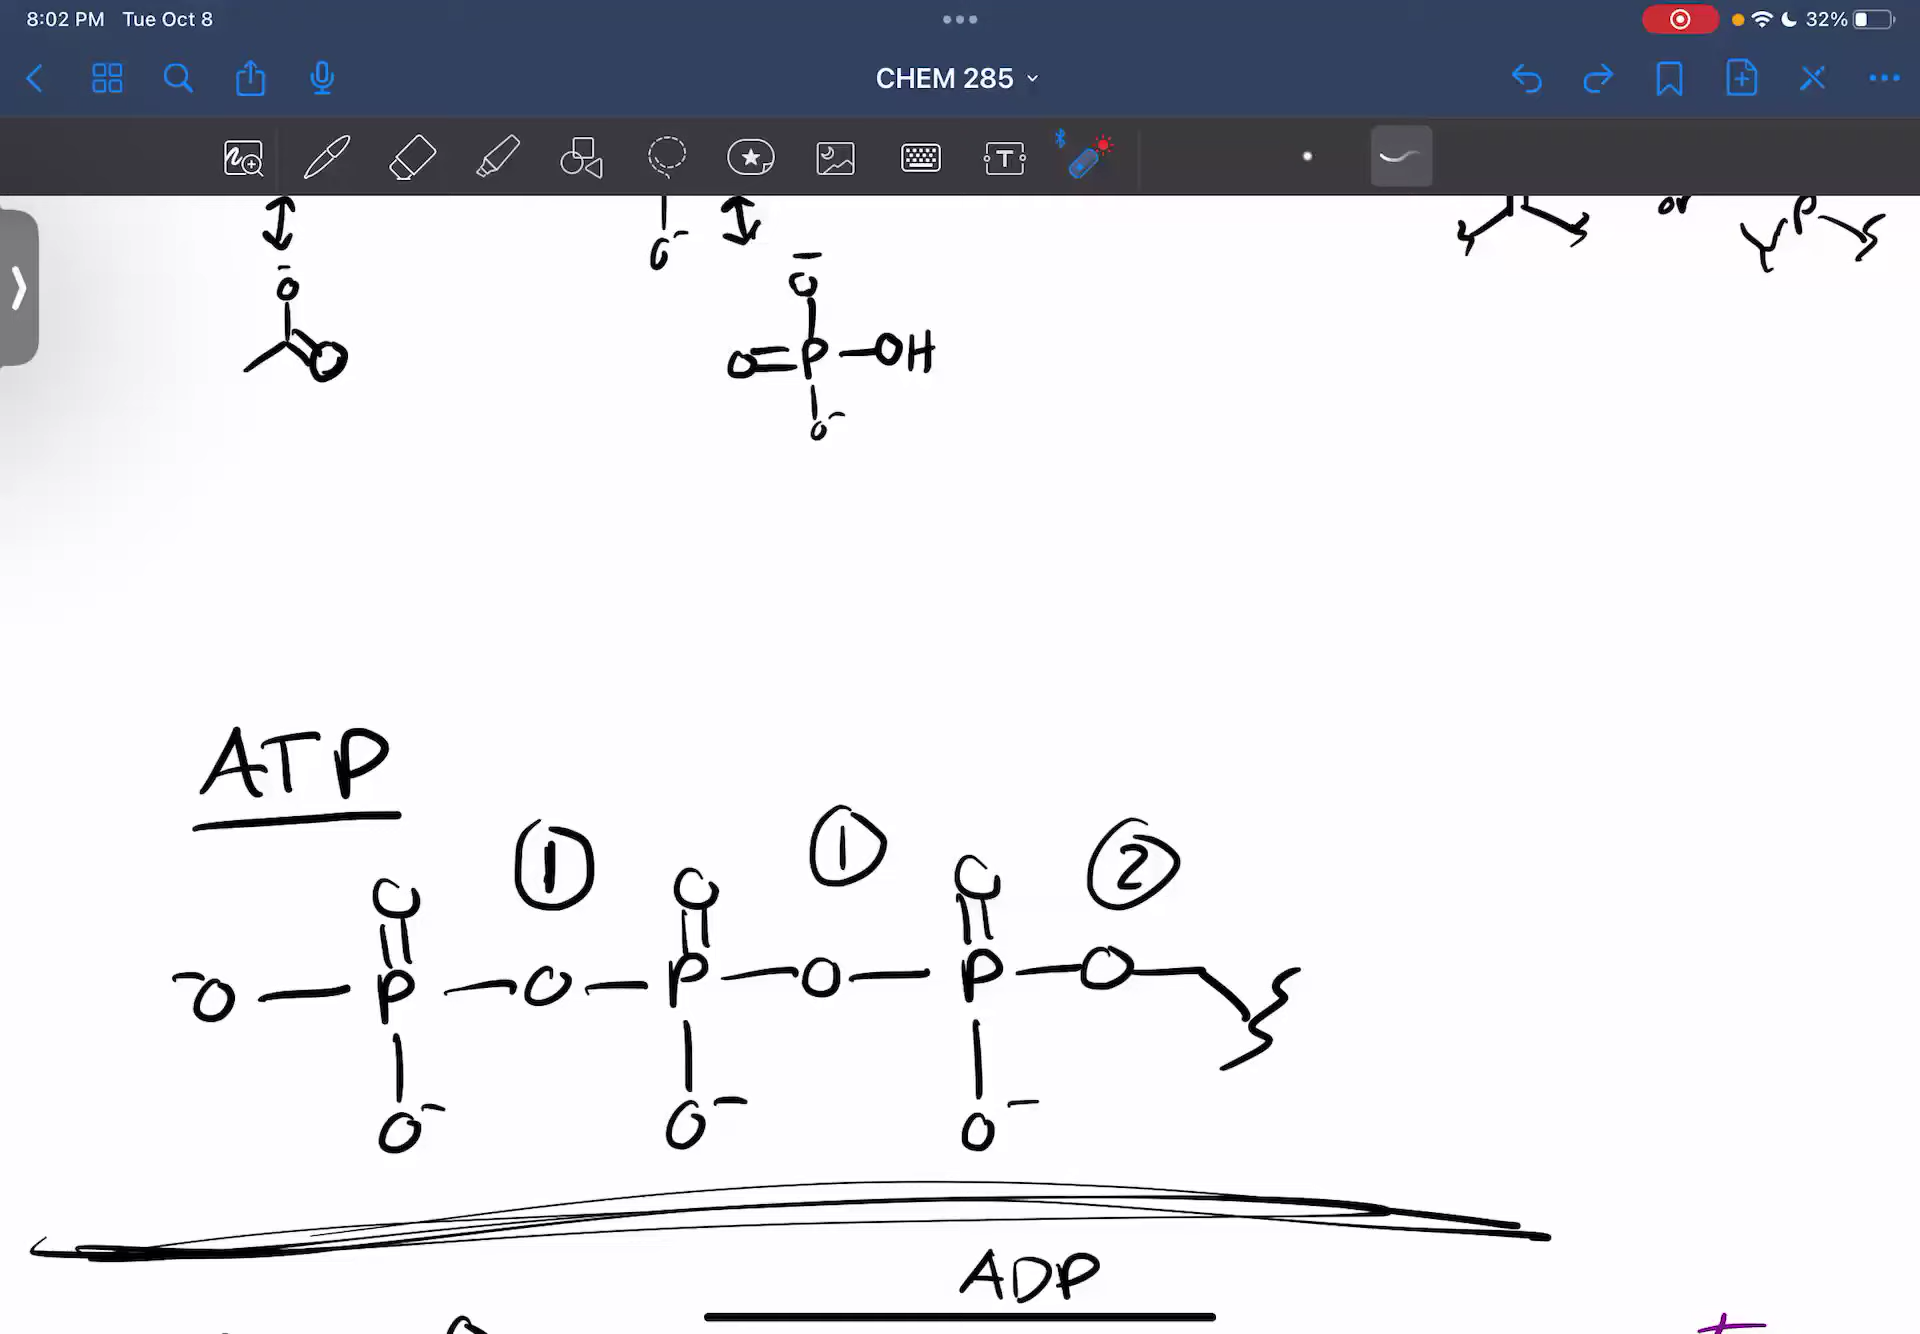 8:02 PM Tue Oct 8
32%
CHEM 285
T
or
O⁻
P
⁻O
⁻O
O
O=P—OH
O⁻
ATP
① ① ②
O O O
⁻O—P—O—P—O—P—O
O⁻ O⁻ O⁻
ADP